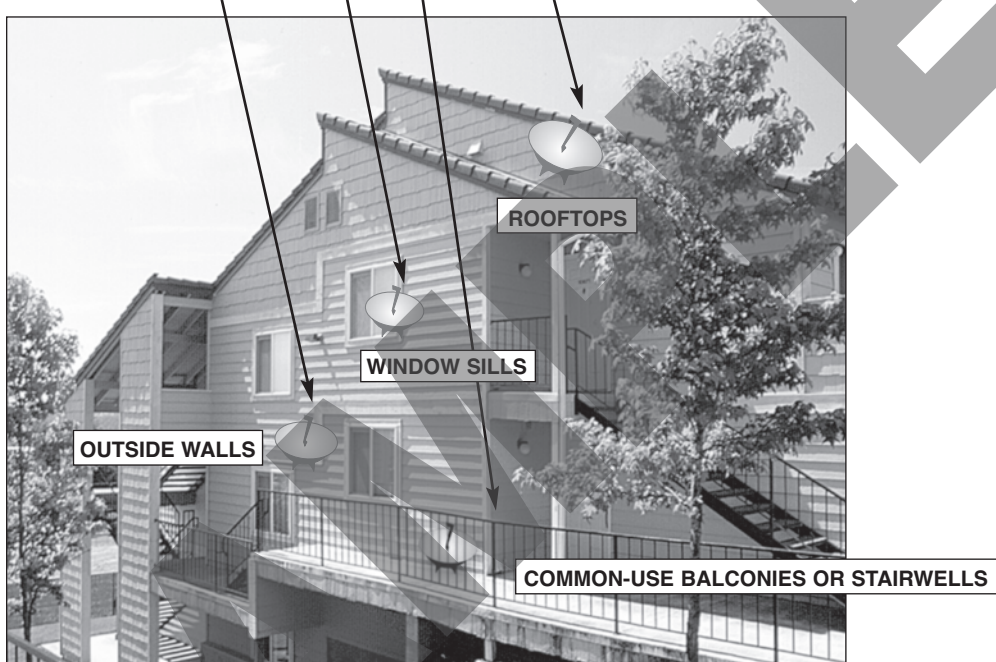 ROOFTOPS
WINDOW SILLS
OUTSIDE WALLS
COMMON-USE BALCONIES OR STAIRWELLS